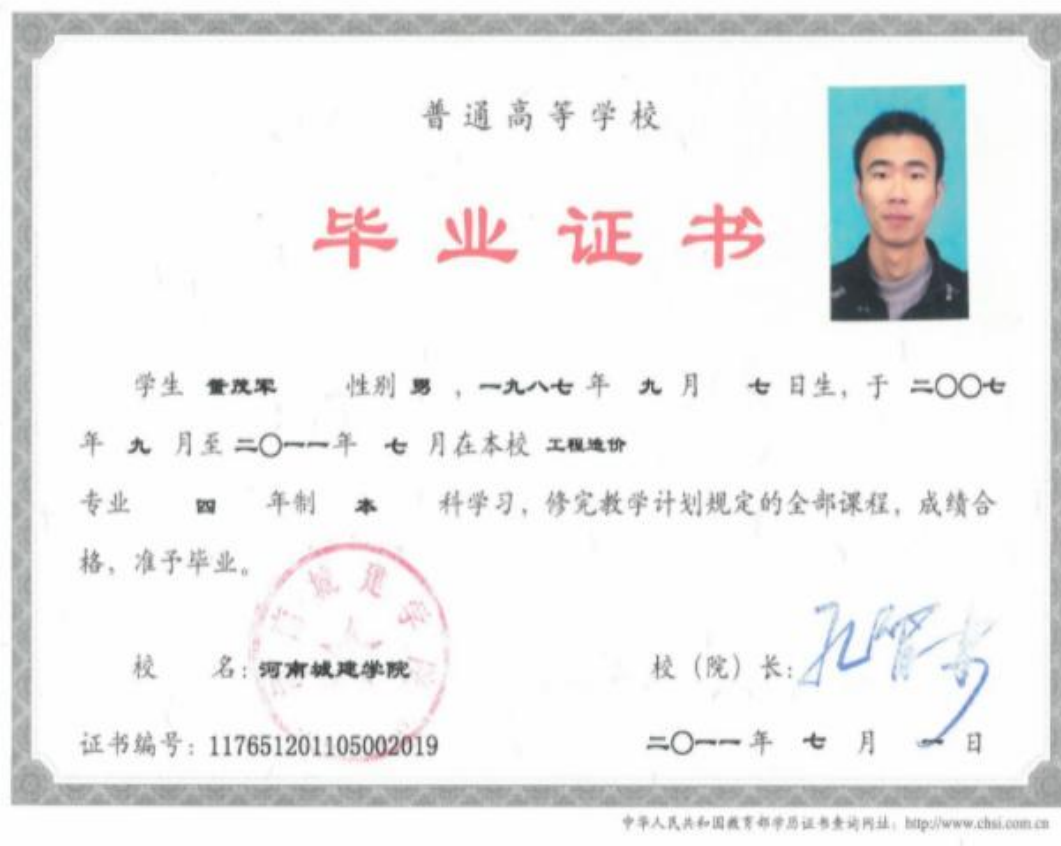 普通高等学校
毕业证书
学生 董茂军 性别 男 ，一九八七 年 九 月 七 日生，于 二〇〇七
年 九 月至 二〇一一 年 七 月在本校 工程造价
专业 四 年制 本 科学习，修完教学计划规定的全部课程，成绩合
格，准予毕业。
校 名：河南城建学院
校（院）长：
证书编号：117651201105002019
二〇一一 年 七 月 一 日
中华人民共和国教育部学历证书查询网址：http://www.chsi.com.cn